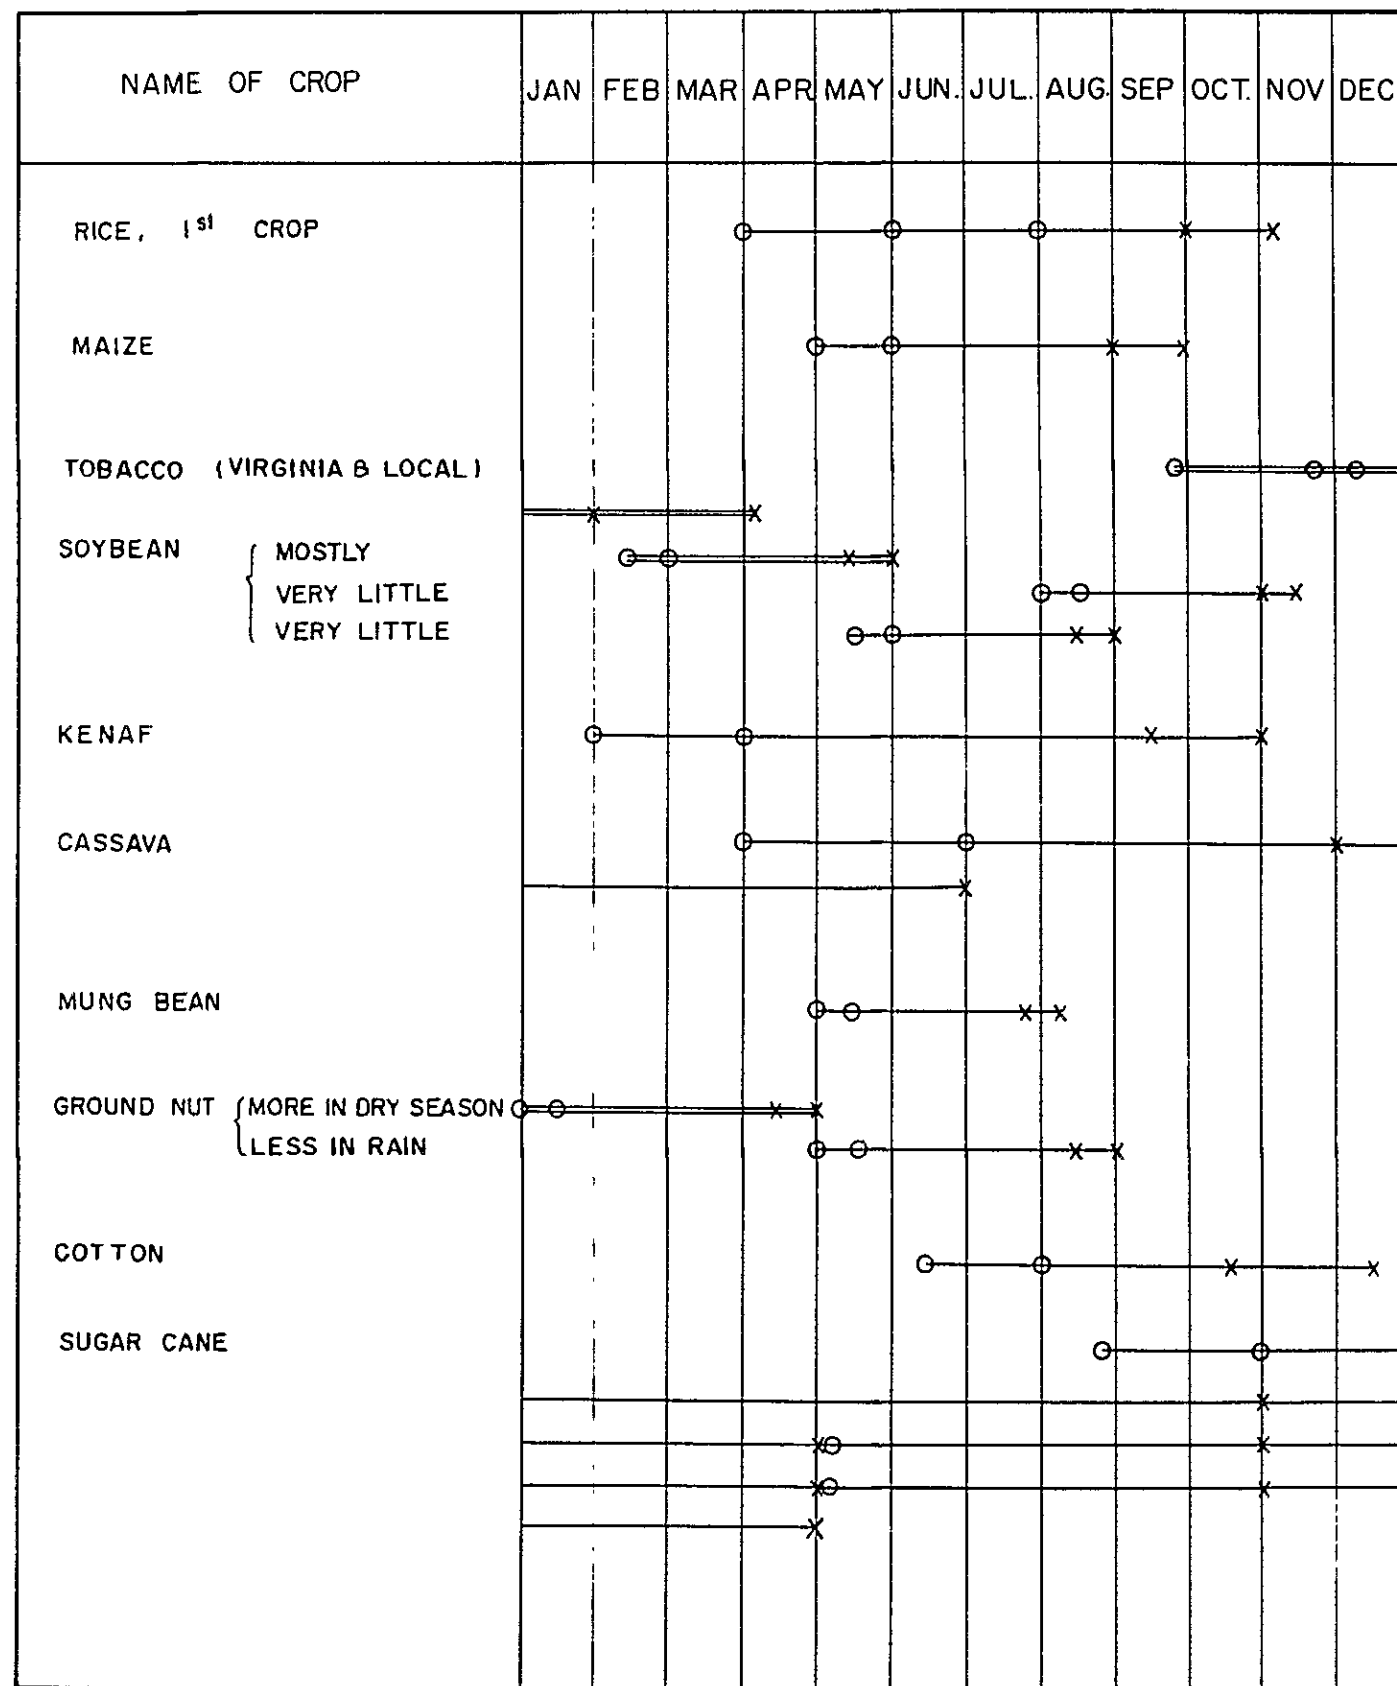 NAME OF CROP JAN FEB MAR APR MAY JUN. JUL. AUG. SEP OCT. NOV DEC
RICE, 1st CROP
MAIZE
TOBACCO (VIRGINIA & LOCAL)
SOYBEAN { MOSTLY
VERY LITTLE
VERY LITTLE
KENAF
CASSAVA
MUNG BEAN
GROUND NUT { MORE IN DRY SEASON
LESS IN RAIN
COTTON
SUGAR CANE